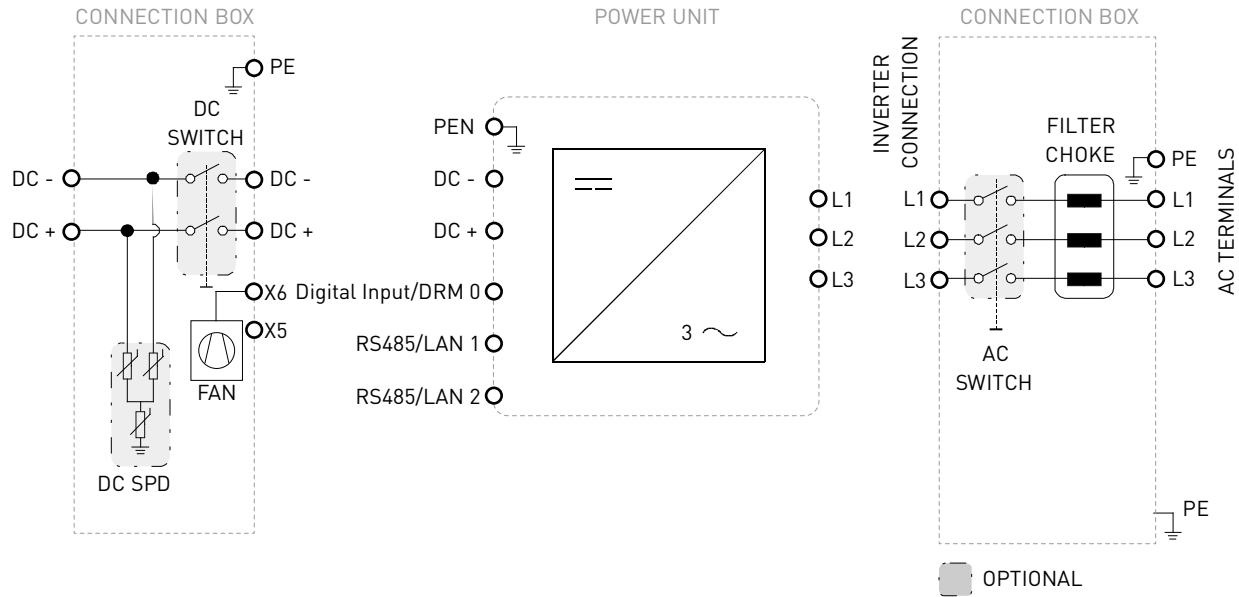 CONNECTION BOX
PE
DC
SWITCH
DC -
DC -
DC +
DC +
X6
X5
FAN
DC SPD
POWER UNIT
PEN
DC -
DC +
Digital Input/DRM 0
RS485/LAN 1
RS485/LAN 2
3
L1
L2
L3
CONNECTION BOX
INVERTER
CONNECTION
FILTER
CHOKE
PE
L1
L1
L2
L2
L3
L3
AC TERMINALS
AC
SWITCH
PE
OPTIONAL